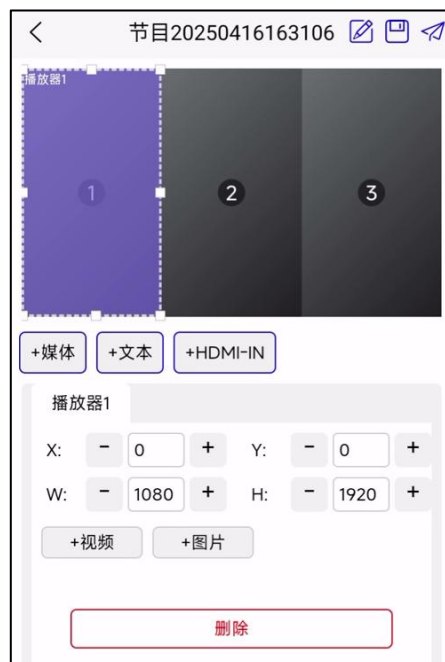 节目20250416163106
播放器1
1 2 3
+媒体 +文本 +HDMI-IN
播放器1
X: - 0 + Y: - 0 +
W: - 1080 + H: - 1920 +
+视频 +图片
删除